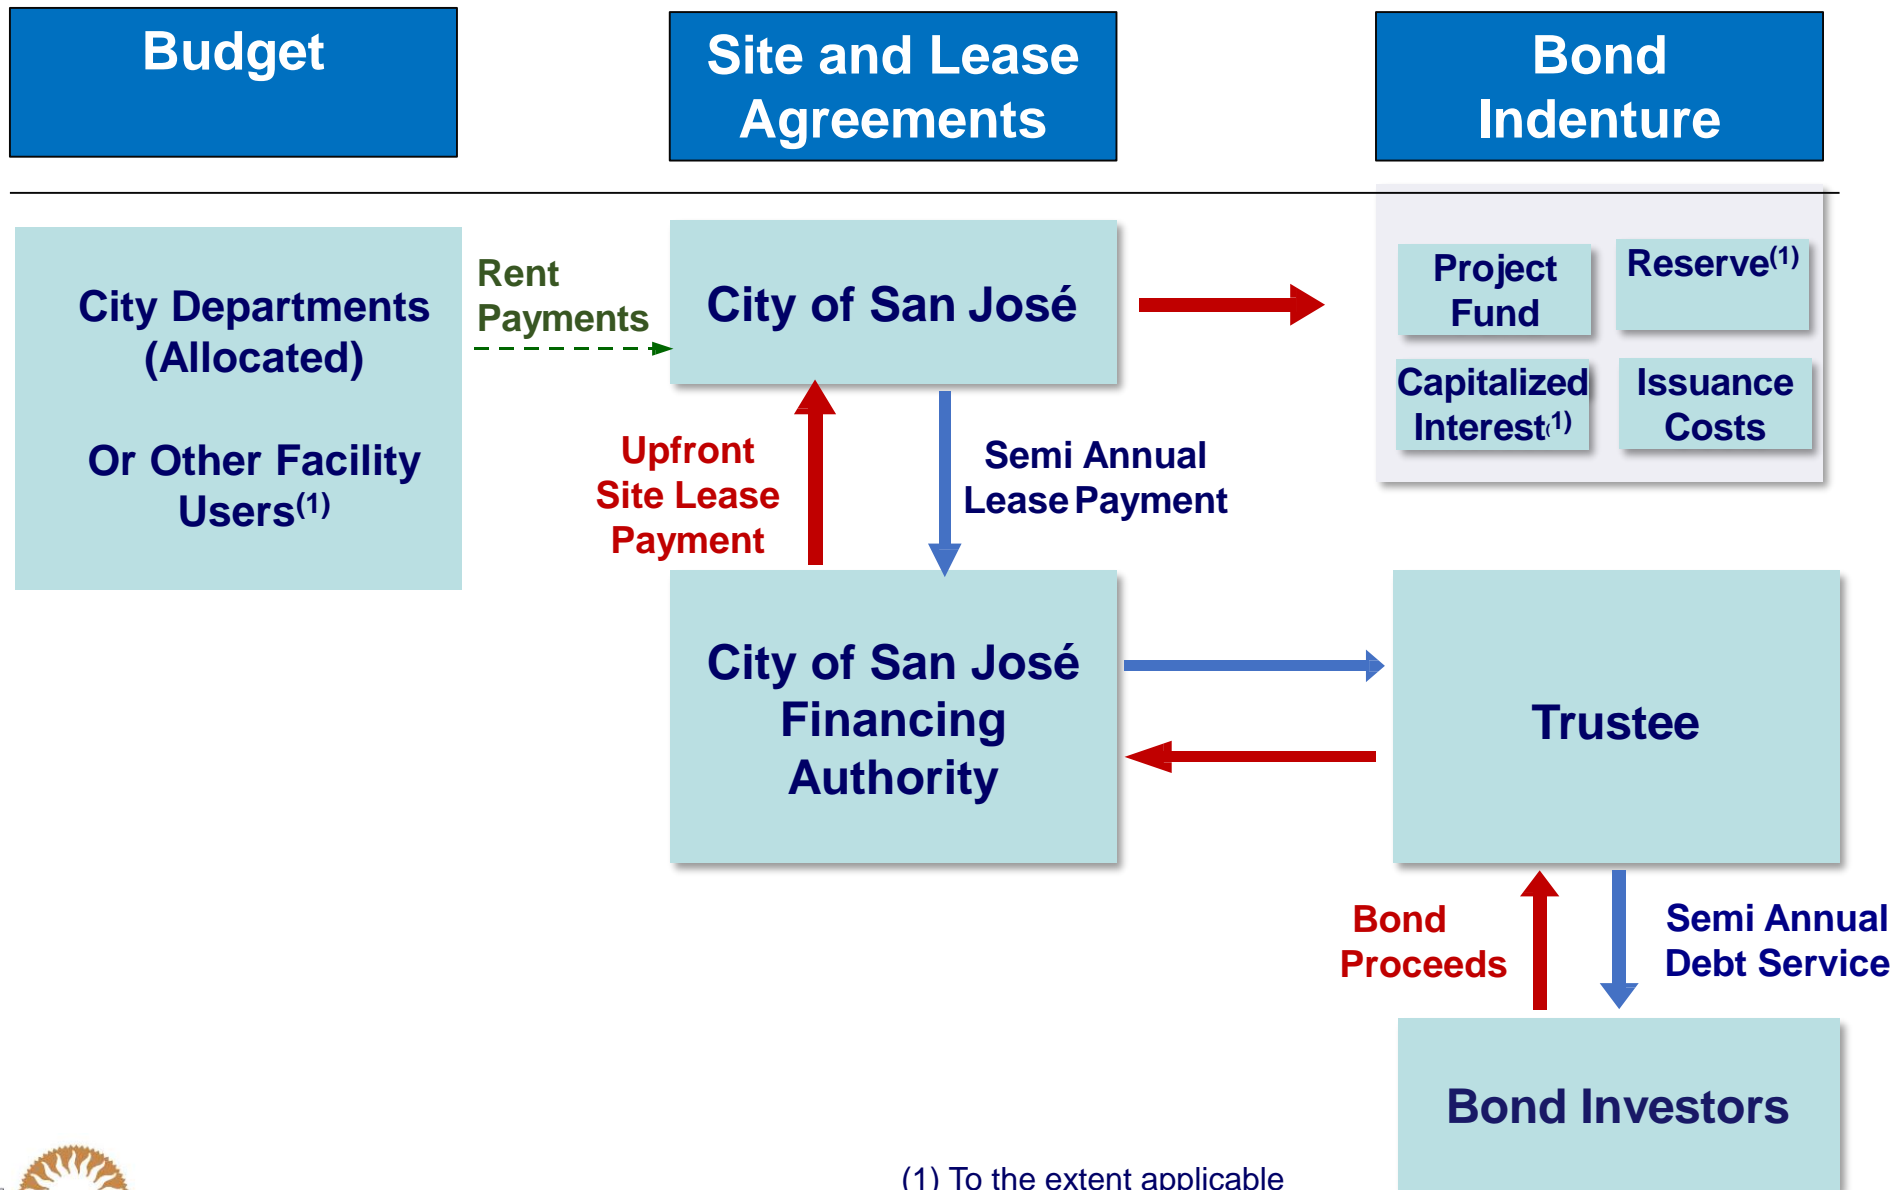 Budget
Site and Lease
Agreements
Bond
Indenture
City Departments
(Allocated)
Or Other Facility
Users(1)
Rent
Payments
City of San José
Project
Fund
Reserve(1)
Capitalized
Interest(1)
Issuance
Costs
Upfront
Site Lease
Payment
Semi Annual
Lease Payment
City of San José
Financing
Authority
Trustee
Bond
Proceeds
Semi Annual
Debt Service
Bond Investors
(1) To the extent applicable